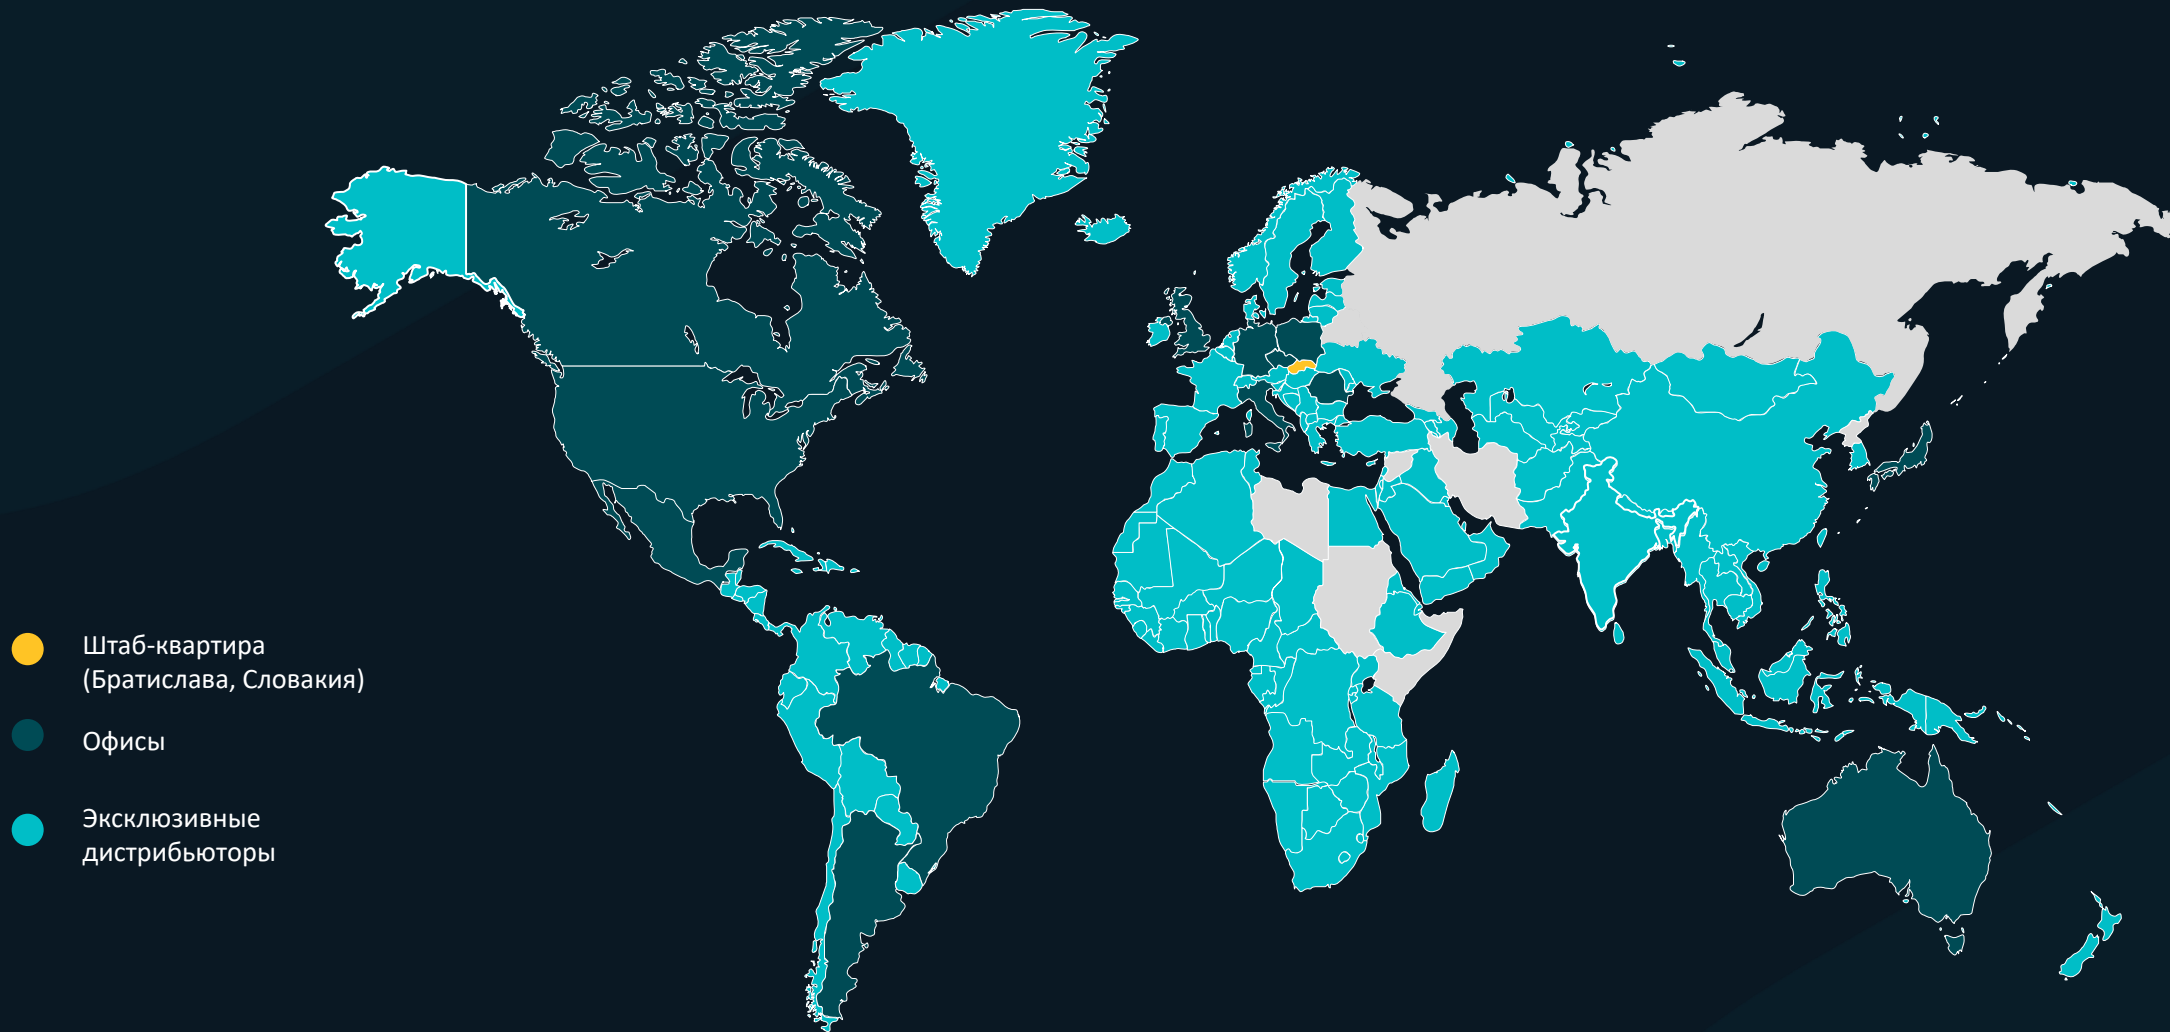 Штаб-квартира
(Братислава, Словакия)
Офисы
Эксклюзивные
дистрибьюторы